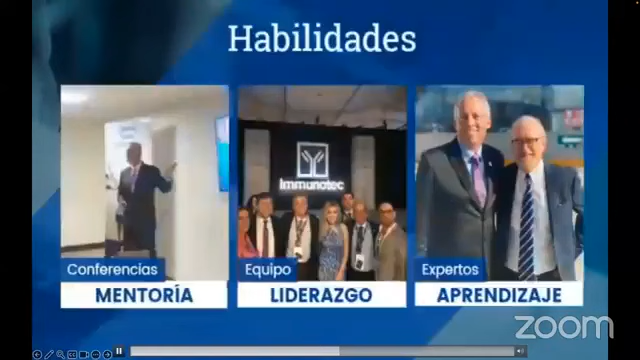 Habilidades
Immunotec
Conferencias
MENTORÍA
Equipo
LIDERAZGO
Expertos
APRENDIZAJE
zoom